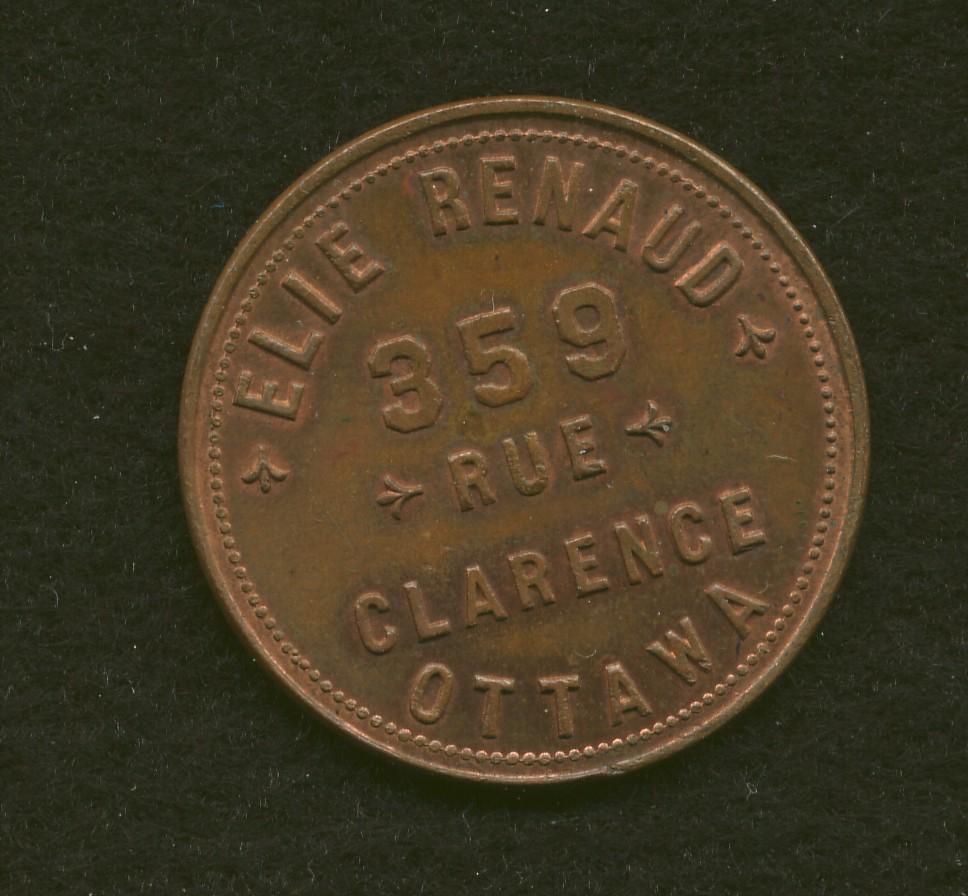 ELIE RENAUD
359
RUE
CLARENCE
OTTAWA